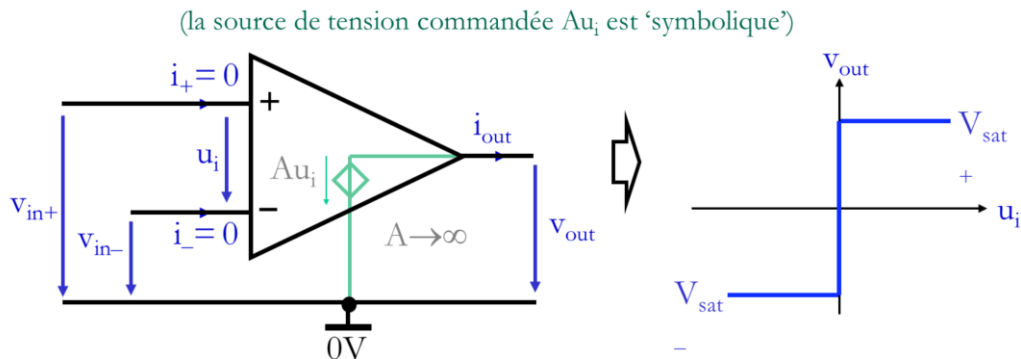 (la source de tension commandée Auᵢ est ‘symbolique’)
i₊= 0
+
uᵢ
Auᵢ
iₒᵤₜ
vᵢₙ₊
vᵢₙ₋
−
i₋=0
A→∞
vₒᵤₜ
0V
vₒᵤₜ
Vₛₐₜ
+
uᵢ
Vₛₐₜ
−